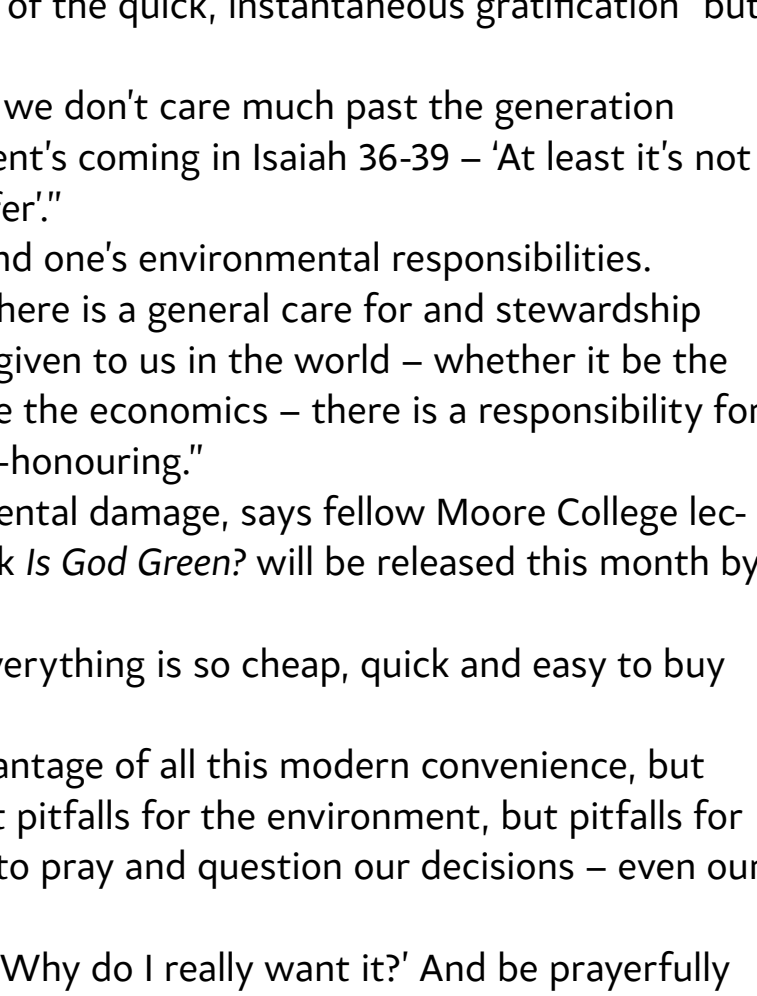 of the quick, instantaneous gratification but
we don't care much past the generation
ent's coming in Isaiah 36-39 – 'At least it's not
fer'."
nd one's environmental responsibilities.
here is a general care for and stewardship
given to us in the world – whether it be the
e the economics – there is a responsibility for
-honouring."
ental damage, says fellow Moore College lec-
k Is God Green? will be released this month by
verything is so cheap, quick and easy to buy
antage of all this modern convenience, but
t pitfalls for the environment, but pitfalls for
to pray and question our decisions – even our
Why do I really want it?' And be prayerfully